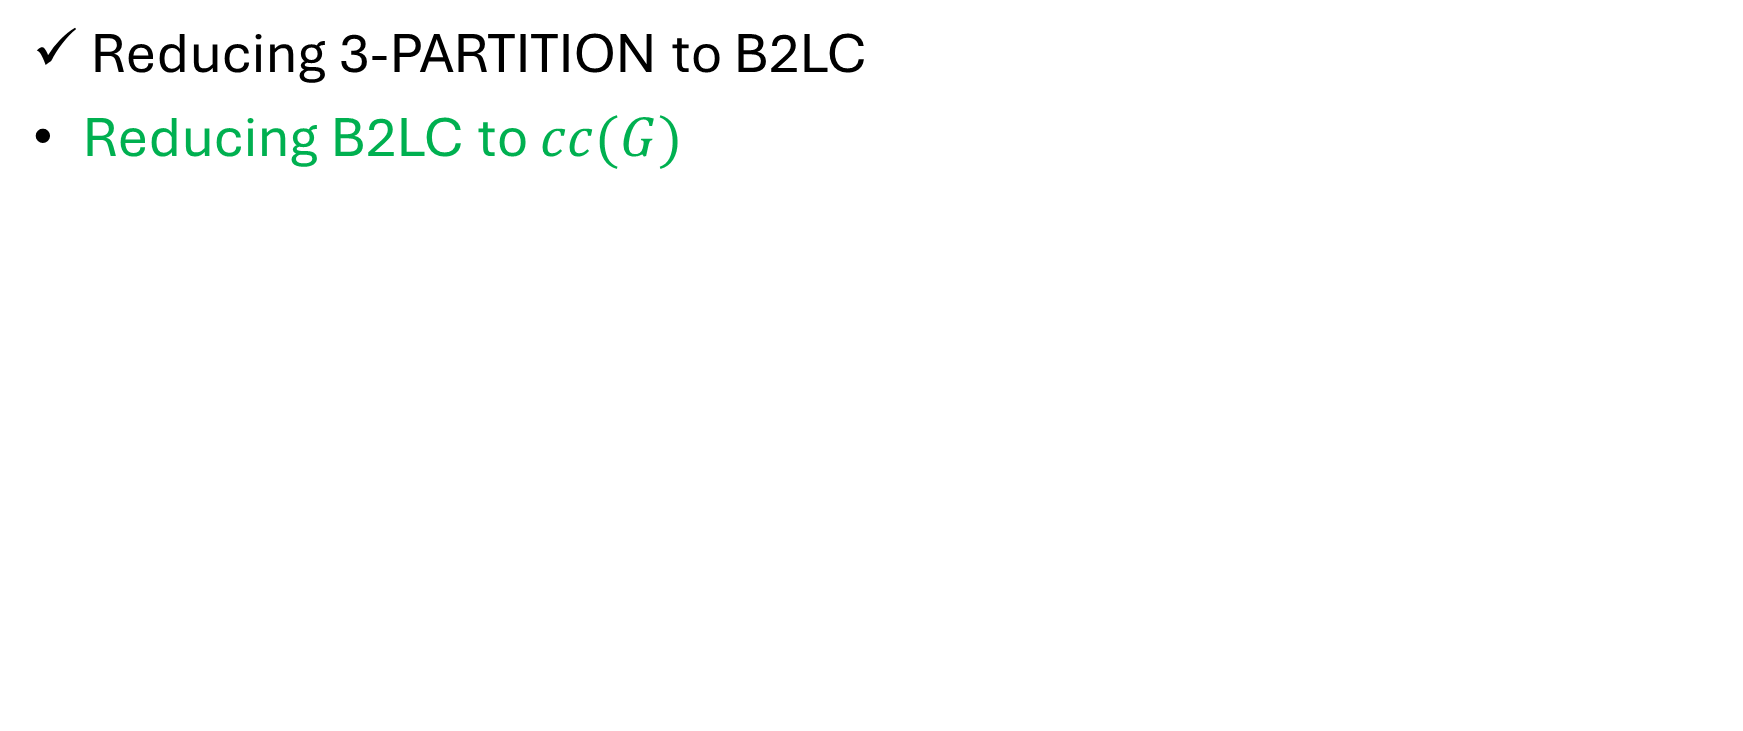 ✓ Reducing 3-PARTITION to B2LC
• Reducing B2LC to 𝑐𝑐(𝐺)